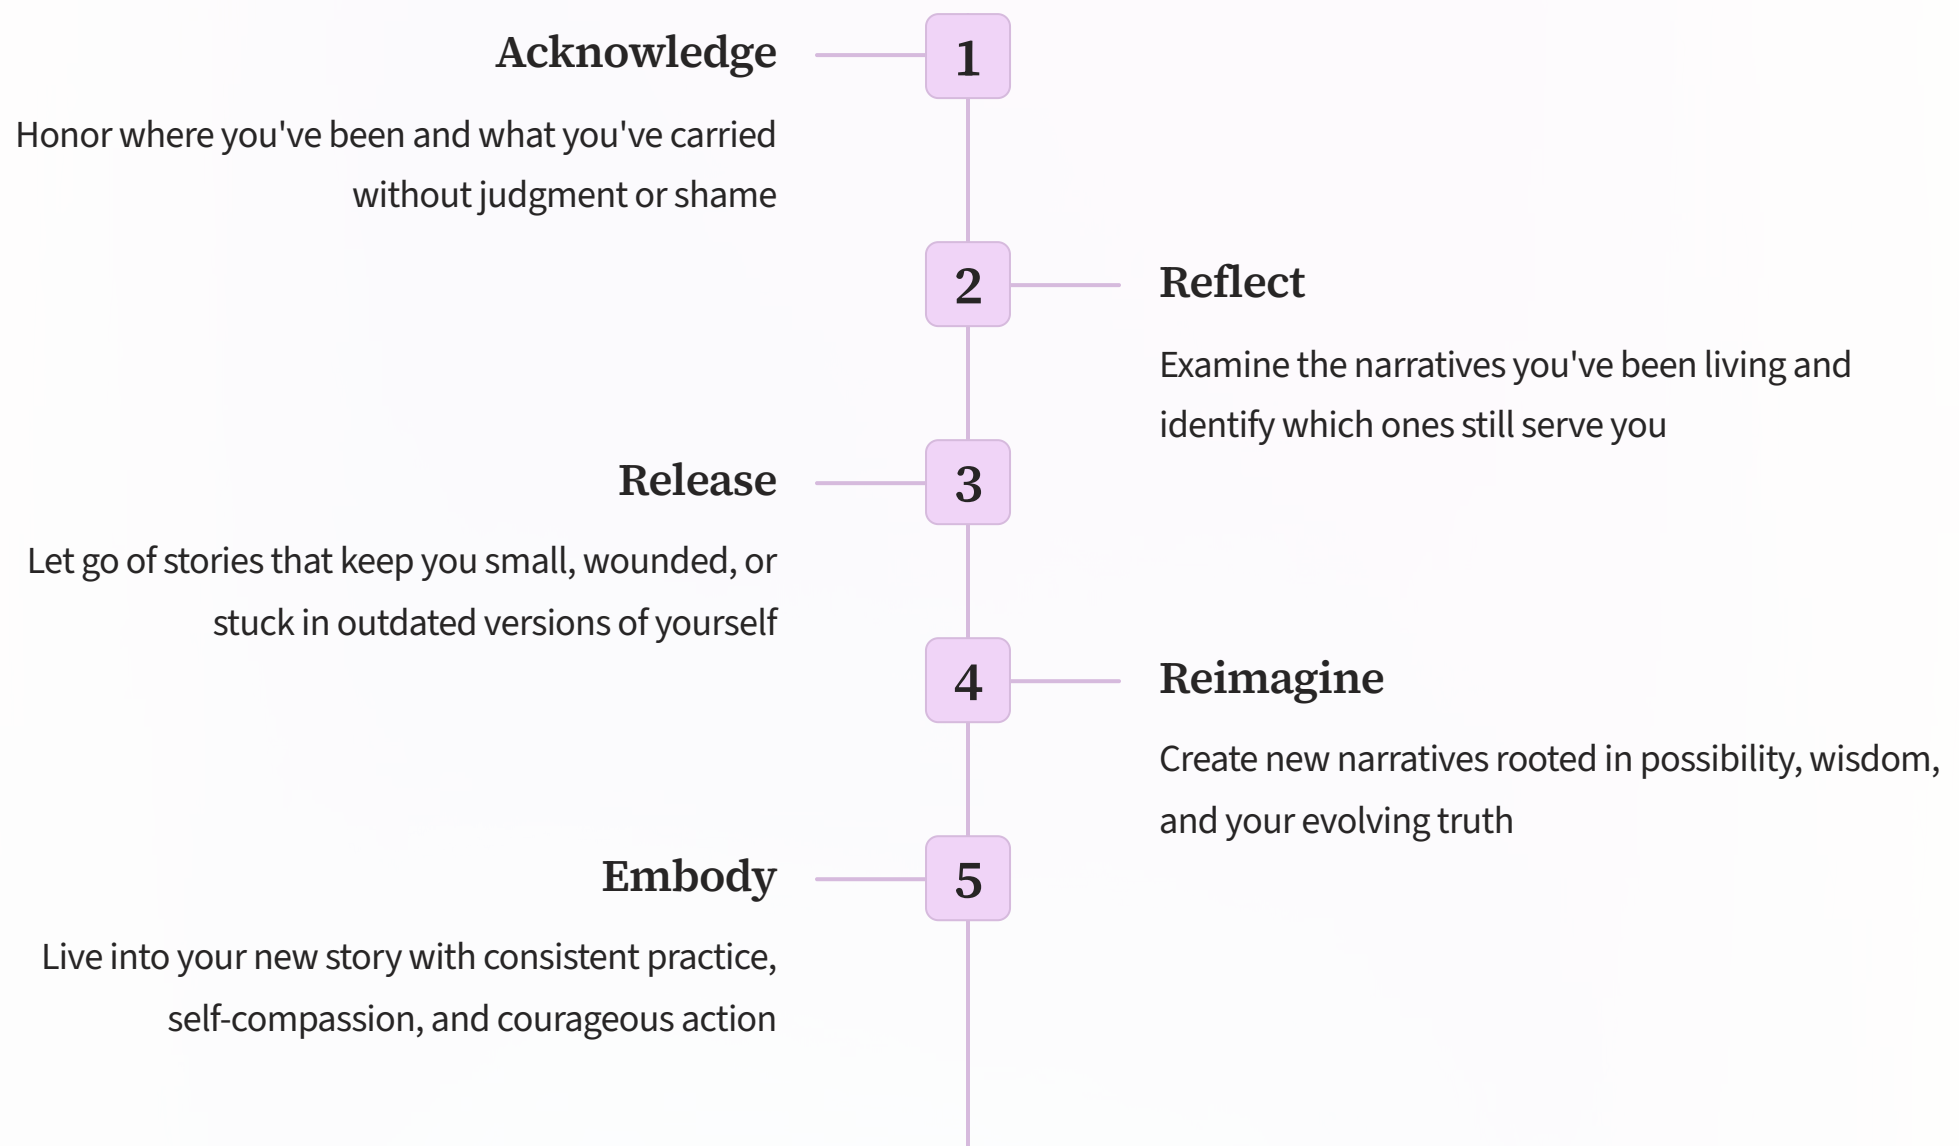 Acknowledge
1
Honor where you've been and what you've carried
without judgment or shame
2
Reflect
Examine the narratives you've been living and
identify which ones still serve you
Release
3
Let go of stories that keep you small, wounded, or
stuck in outdated versions of yourself
4
Reimagine
Create new narratives rooted in possibility, wisdom,
and your evolving truth
Embody
5
Live into your new story with consistent practice,
self-compassion, and courageous action